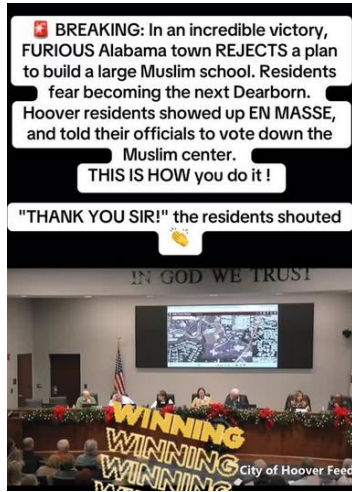 🚨 BREAKING: In an incredible victory,
FURIOUS Alabama town REJECTS a plan
to build a large Muslim school. Residents
fear becoming the next Dearborn.
Hoover residents showed up EN MASSE,
and told their officials to vote down the
Muslim center.
THIS IS HOW you do it !
"THANK YOU SIR!" the residents shouted
👏
IN GOD WE TRUST
WINNING
WINNING
WINNING
WINNING
City of Hoover Feed